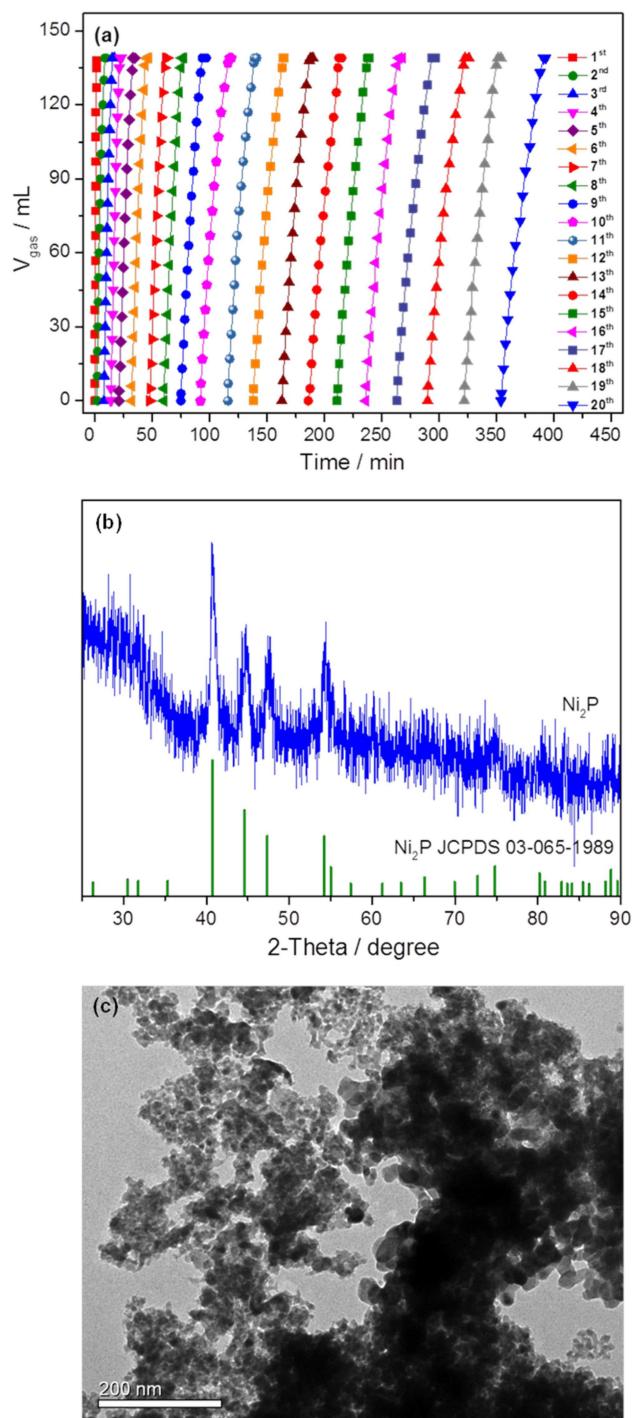 (a)
150
120
90
60
30
0
V_gas / mL
0 50 100 150 200 250 300 350 400 450
Time / min
1st
2nd
3rd
4th
5th
6th
7th
8th
9th
10th
11th
12th
13th
14th
15th
16th
17th
18th
19th
20th
(b)
Ni₂P
Ni₂P JCPDS 03-065-1989
30 40 50 60 70 80 90
2-Theta / degree
(c)
200 nm